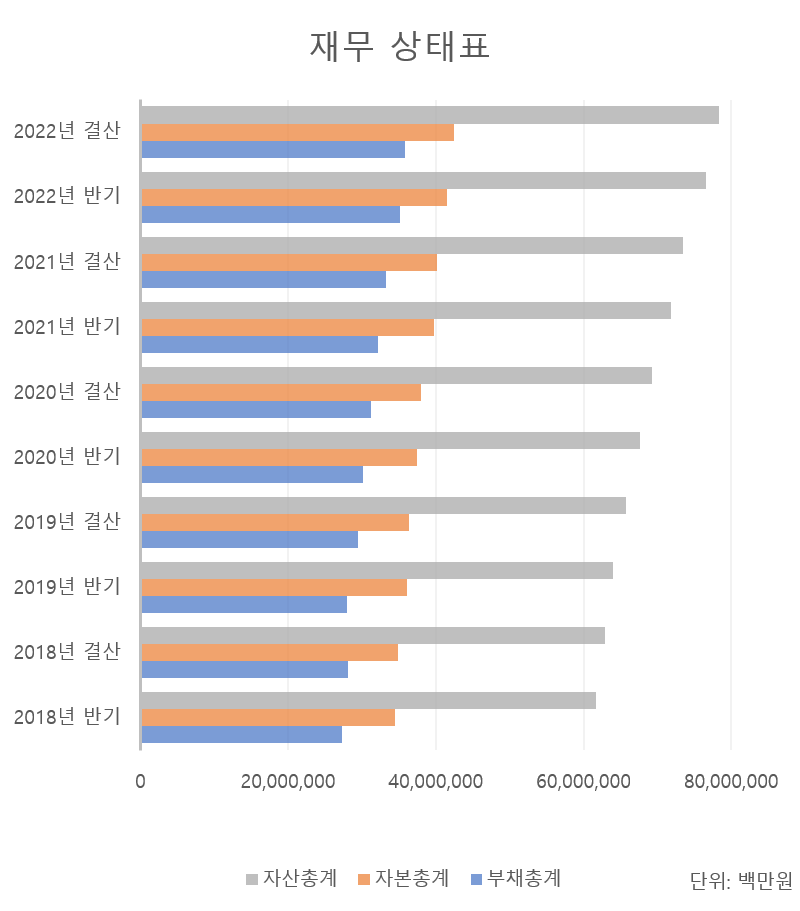 재무 상태표
2022년 결산
2022년 반기
2021년 결산
2021년 반기
2020년 결산
2020년 반기
2019년 결산
2019년 반기
2018년 결산
2018년 반기
0 20,000,000 40,000,000 60,000,000 80,000,000
자산총계 자본총계 부채총계
단위: 백만원